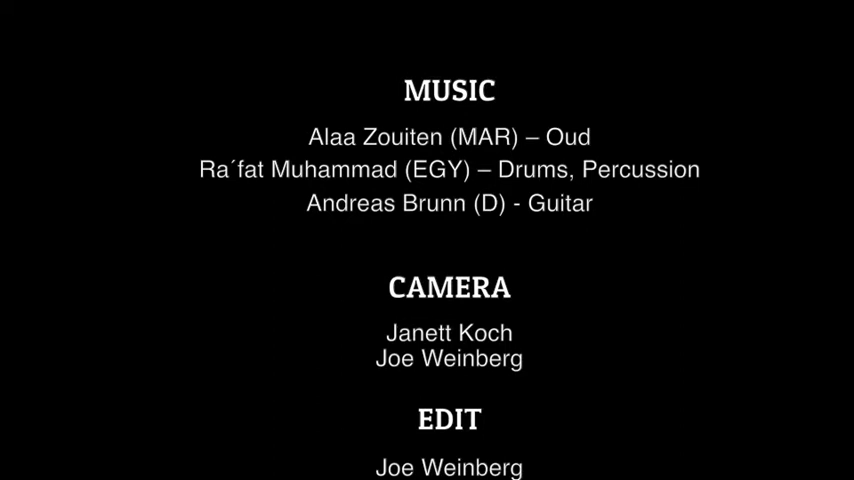 MUSIC
Alaa Zouiten (MAR) – Oud
Ra´fat Muhammad (EGY) – Drums, Percussion
Andreas Brunn (D) - Guitar
CAMERA
Janett Koch
Joe Weinberg
EDIT
Joe Weinberg